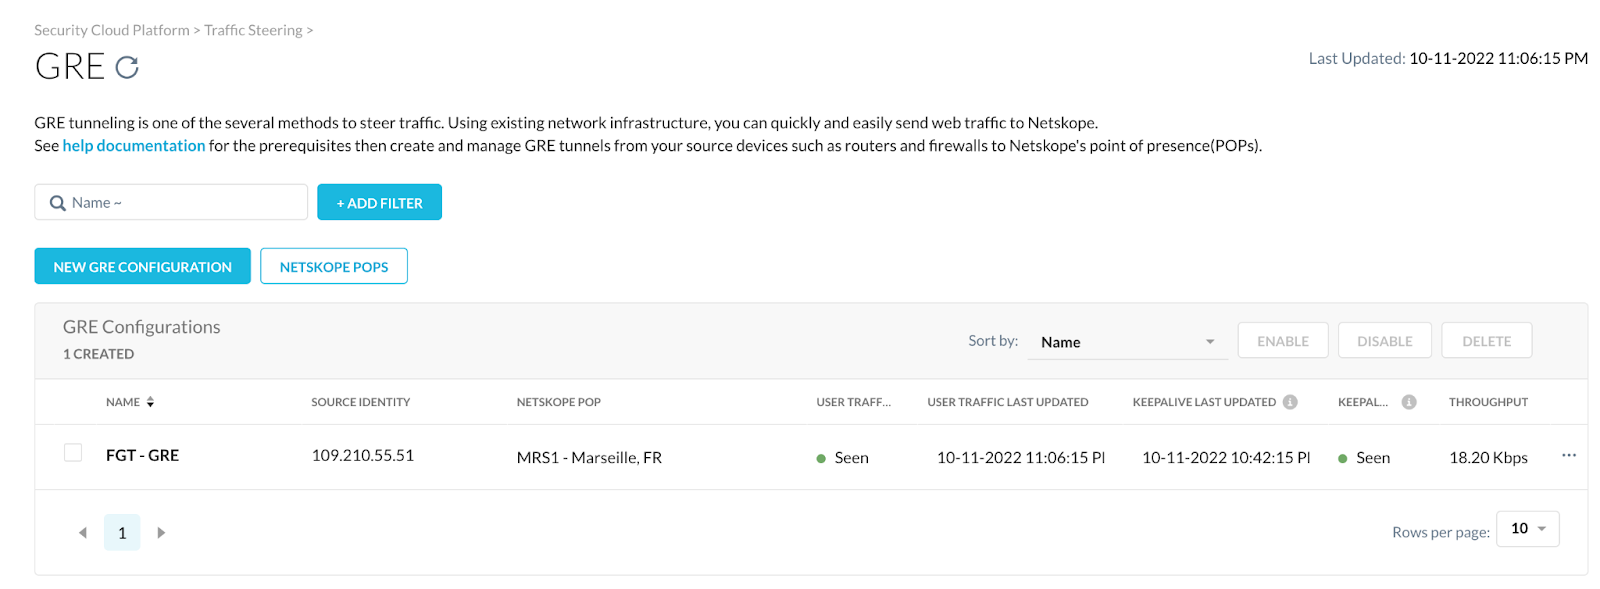 Security Cloud Platform > Traffic Steering >
GRE
Last Updated: 10-11-2022 11:06:15 PM
GRE tunneling is one of the several methods to steer traffic. Using existing network infrastructure, you can quickly and easily send web traffic to Netskope.
See help documentation for the prerequisites then create and manage GRE tunnels from your source devices such as routers and firewalls to Netskope's point of presence(POPs).
Name ~
+ ADD FILTER
NEW GRE CONFIGURATION
NETSKOPE POPS
GRE Configurations
1 CREATED
Sort by: Name
ENABLE
DISABLE
DELETE
NAME SOURCE IDENTITY NETSKOPE POP USER TRAFF... USER TRAFFIC LAST UPDATED KEEPALIVE LAST UPDATED KEEPAL... THROUGHPUT
FGT - GRE 109.210.55.51 MRS1 - Marseille, FR Seen 10-11-2022 11:06:15 PI 10-11-2022 10:42:15 PI Seen 18.20 Kbps ...
1
Rows per page: 10